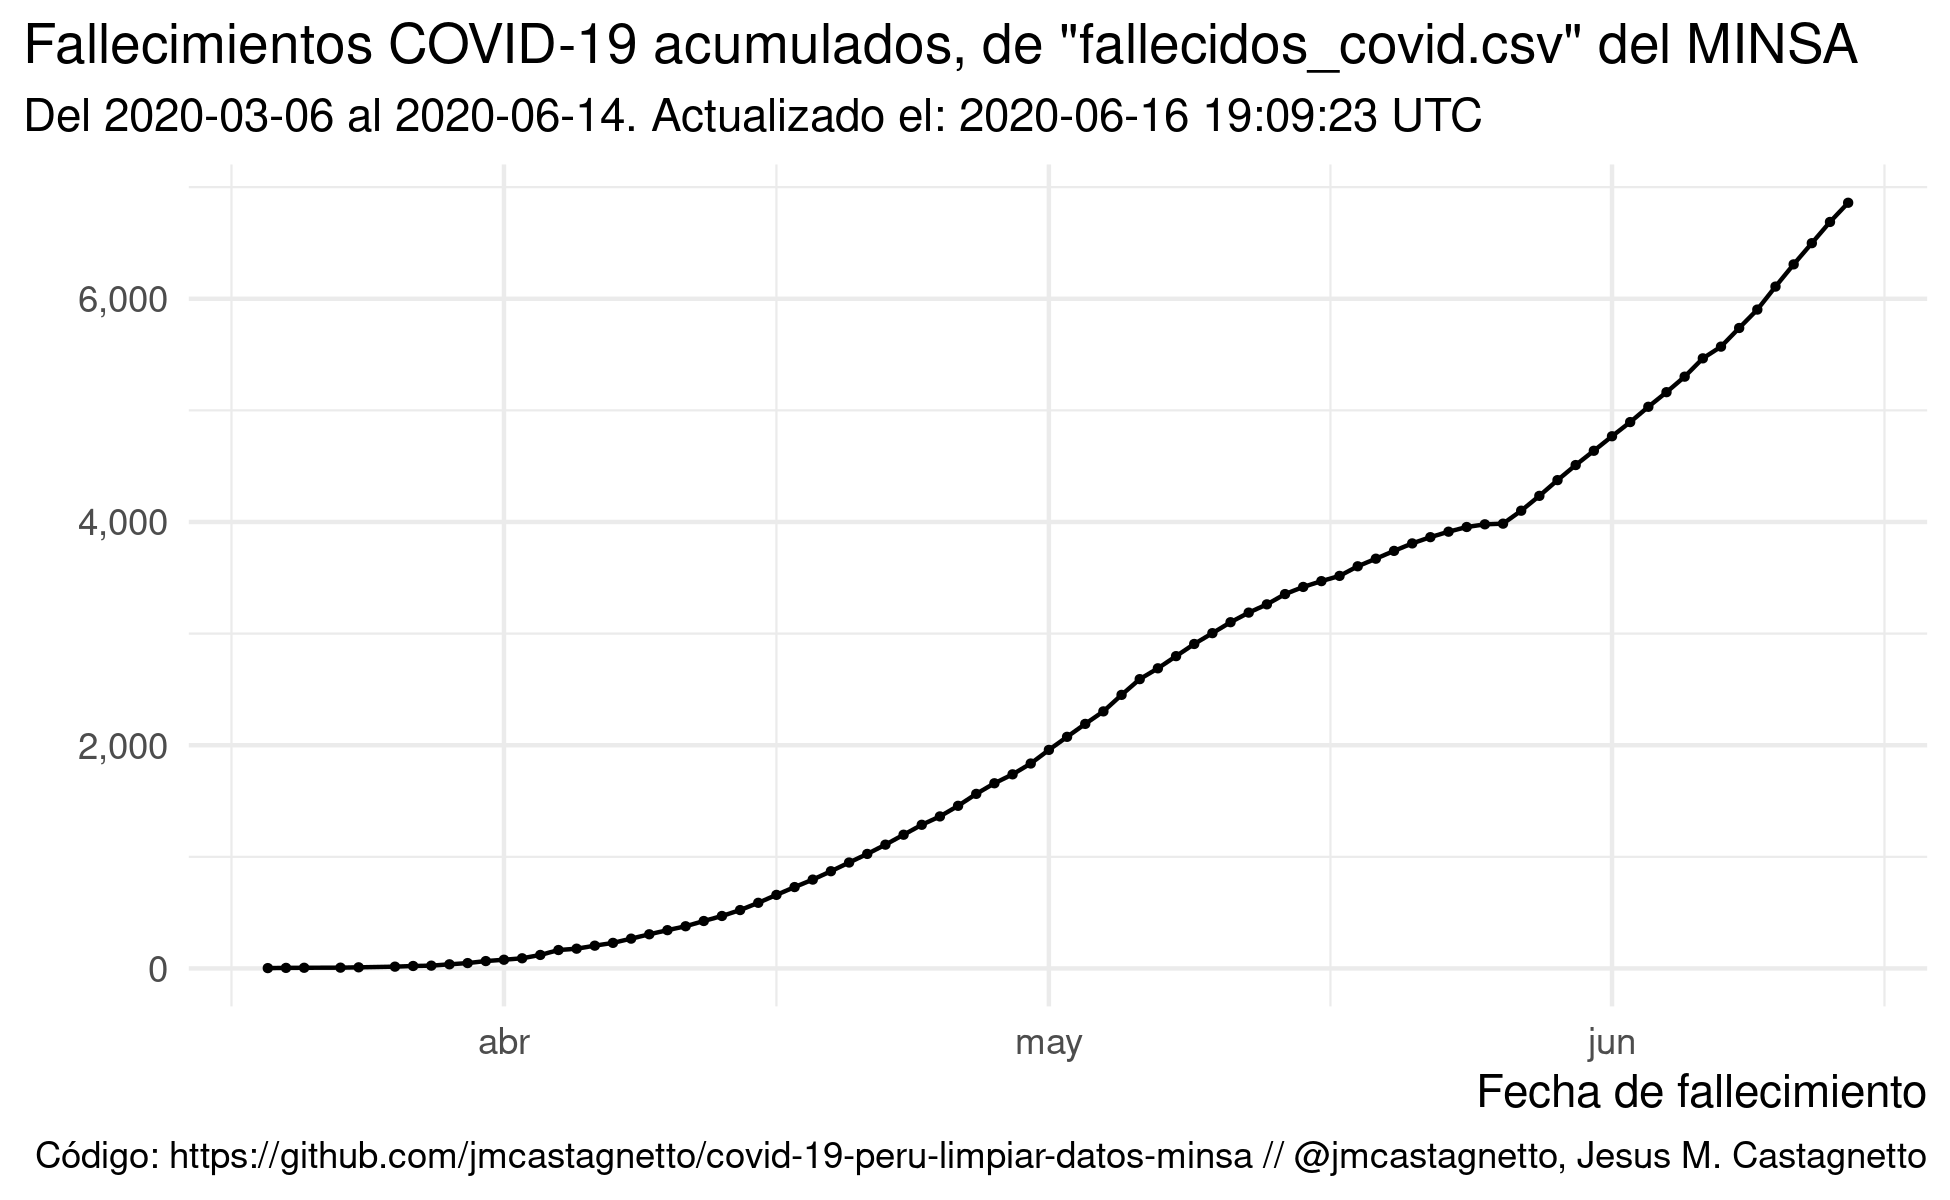 Fallecimientos COVID-19 acumulados, de "fallecidos_covid.csv" del MINSA
Del 2020-03-06 al 2020-06-14. Actualizado el: 2020-06-16 19:09:23 UTC
6,000
4,000
2,000
0
abr
may
jun
Fecha de fallecimiento
Código: https://github.com/jmcastagnetto/covid-19-peru-limpiar-datos-minsa // @jmcastagnetto, Jesus M. Castagnetto